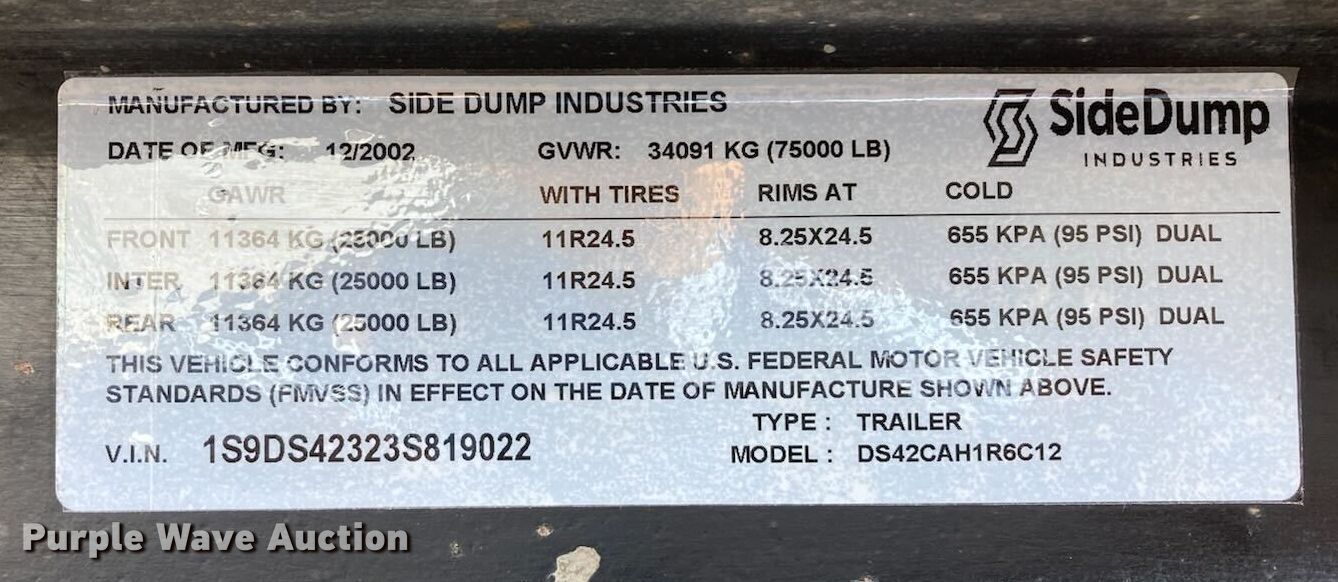 MANUFACTURED BY: SIDE DUMP INDUSTRIES
SideDump
INDUSTRIES
DATE OF MFG: 12/2002 GVWR: 34091 KG (75000 LB)
GAWR WITH TIRES RIMS AT COLD
FRONT 11364 KG (25000 LB) 11R24.5 8.25X24.5 655 KPA (95 PSI) DUAL
INTER 11364 KG (25000 LB) 11R24.5 8.25X24.5 655 KPA (95 PSI) DUAL
REAR 11364 KG (25000 LB) 11R24.5 8.25X24.5 655 KPA (95 PSI) DUAL
THIS VEHICLE CONFORMS TO ALL APPLICABLE U.S. FEDERAL MOTOR VEHICLE SAFETY
STANDARDS (FMVSS) IN EFFECT ON THE DATE OF MANUFACTURE SHOWN ABOVE.
TYPE : TRAILER
V.I.N. 1S9DS42323S819022 MODEL : DS42CAH1R6C12
Purple Wave Auction